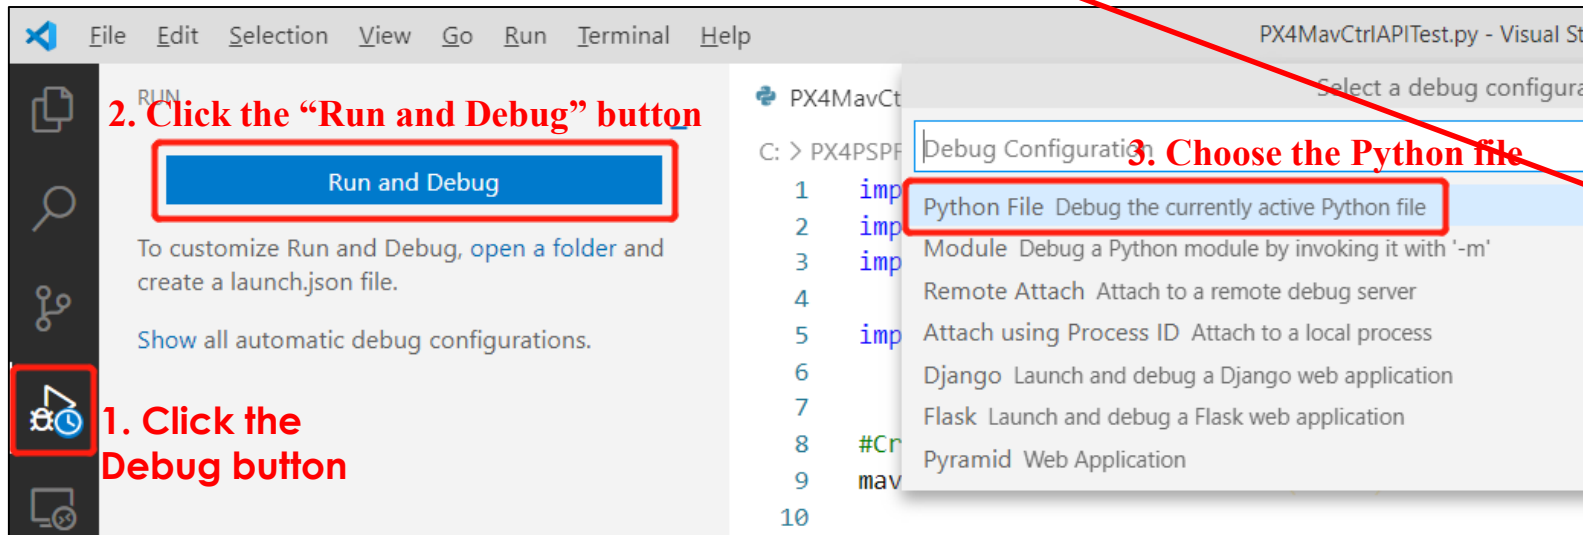 File Edit Selection View Go Run Terminal Help
PX4MavCtrlAPITest.py - Visual St
RUN
2. Click the “Run and Debug” button
Run and Debug
To customize Run and Debug, open a folder and
create a launch.json file.
Show all automatic debug configurations.
1. Click the
Debug button
PX4MavCt
C: > PX4PSPF
1 imp
2 imp
3 imp
4
5 imp
6
7
8 #Cr
9 mav
10
Select a debug configura
Debug Configuration
3. Choose the Python file
Python File Debug the currently active Python file
Module Debug a Python module by invoking it with '-m'
Remote Attach Attach to a remote debug server
Attach using Process ID Attach to a local process
Django Launch and debug a Django web application
Flask Launch and debug a Flask web application
Pyramid Web Application